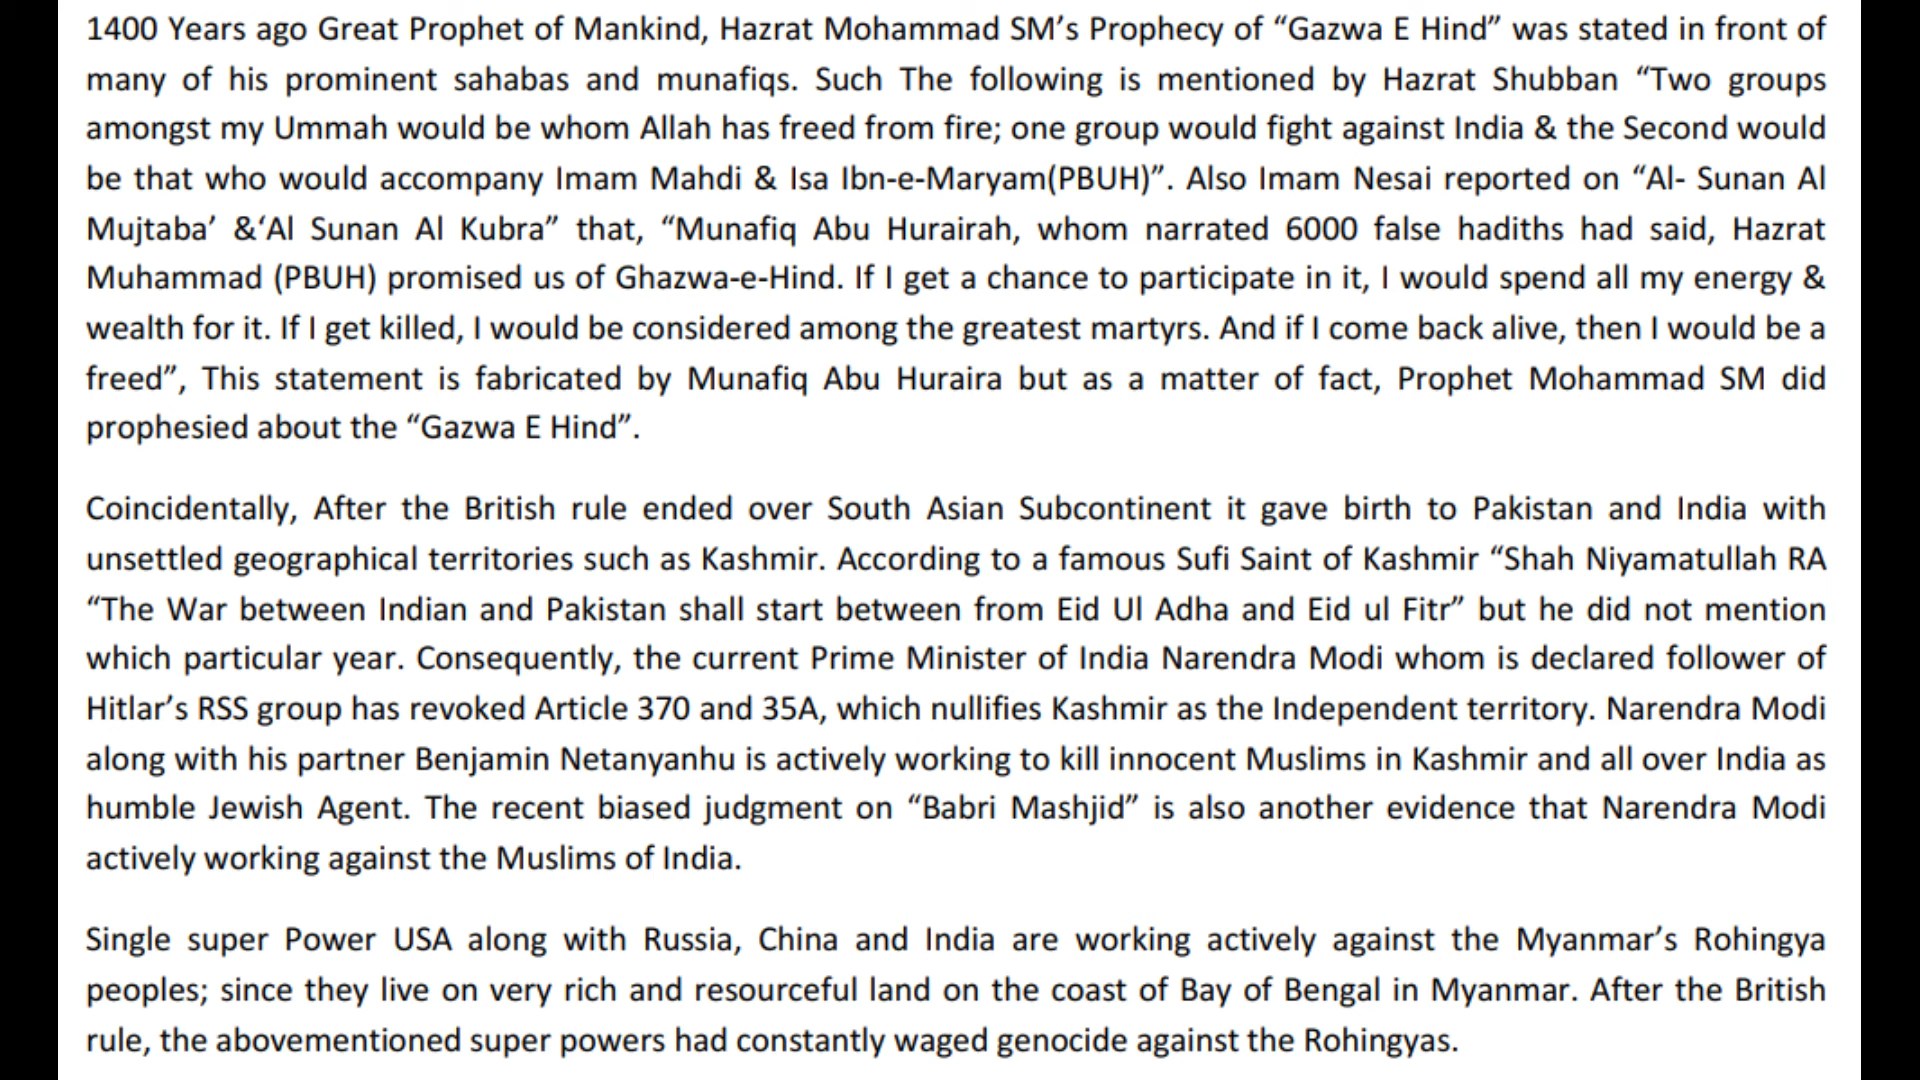 1400 Years ago Great Prophet of Mankind, Hazrat Mohammad SM’s Prophecy of “Gazwa E Hind” was stated in front of
many of his prominent sahabas and munafiqs. Such The following is mentioned by Hazrat Shubban “Two groups
amongst my Ummah would be whom Allah has freed from fire; one group would fight against India & the Second would
be that who would accompany Imam Mahdi & Isa Ibn-e-Maryam(PBUH)”. Also Imam Nesai reported on “Al- Sunan Al
Mujtaba’ &‘Al Sunan Al Kubra” that, “Munafiq Abu Hurairah, whom narrated 6000 false hadiths had said, Hazrat
Muhammad (PBUH) promised us of Ghazwa-e-Hind. If I get a chance to participate in it, I would spend all my energy &
wealth for it. If I get killed, I would be considered among the greatest martyrs. And if I come back alive, then I would be a
freed”, This statement is fabricated by Munafiq Abu Huraira but as a matter of fact, Prophet Mohammad SM did
prophesied about the “Gazwa E Hind”.
Coincidentally, After the British rule ended over South Asian Subcontinent it gave birth to Pakistan and India with
unsettled geographical territories such as Kashmir. According to a famous Sufi Saint of Kashmir “Shah Niyamatullah RA
“The War between Indian and Pakistan shall start between from Eid Ul Adha and Eid ul Fitr” but he did not mention
which particular year. Consequently, the current Prime Minister of India Narendra Modi whom is declared follower of
Hitlar’s RSS group has revoked Article 370 and 35A, which nullifies Kashmir as the Independent territory. Narendra Modi
along with his partner Benjamin Netanyanhu is actively working to kill innocent Muslims in Kashmir and all over India as
humble Jewish Agent. The recent biased judgment on “Babri Mashjid” is also another evidence that Narendra Modi
actively working against the Muslims of India.
Single super Power USA along with Russia, China and India are working actively against the Myanmar’s Rohingya
peoples; since they live on very rich and resourceful land on the coast of Bay of Bengal in Myanmar. After the British
rule, the abovementioned super powers had constantly waged genocide against the Rohingyas.